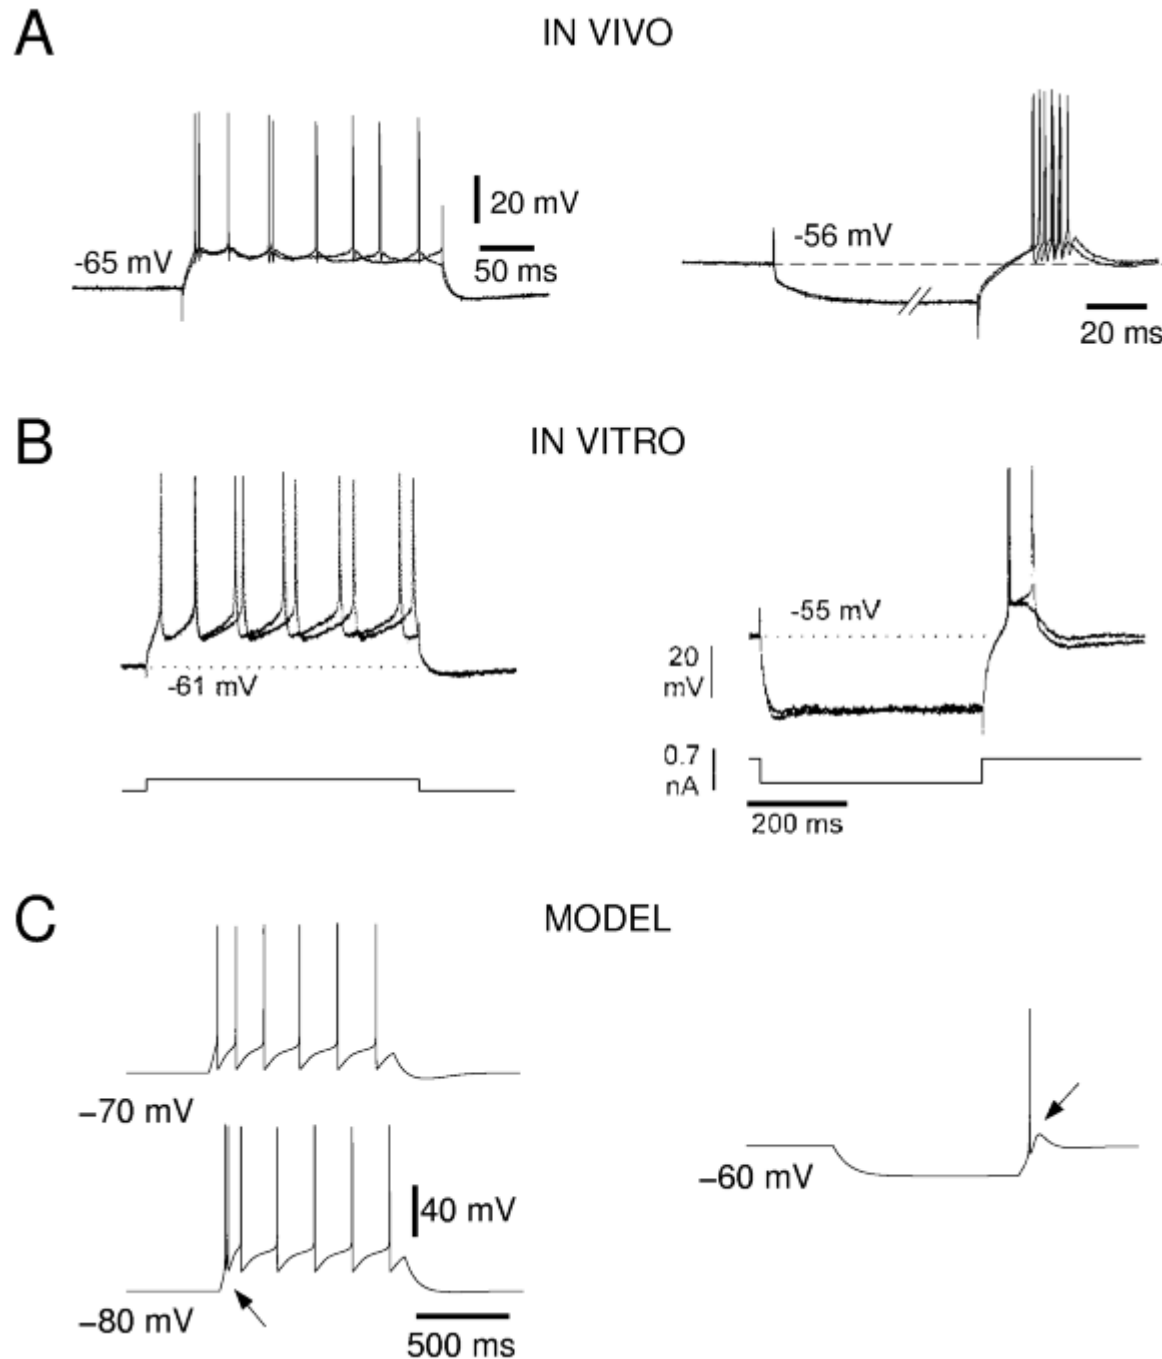 A
IN VIVO
-65 mV
20 mV
50 ms
-56 mV
20 ms
B
IN VITRO
-61 mV
-55 mV
20
mV
0.7
nA
200 ms
C
MODEL
–70 mV
40 mV
–80 mV
500 ms
–60 mV